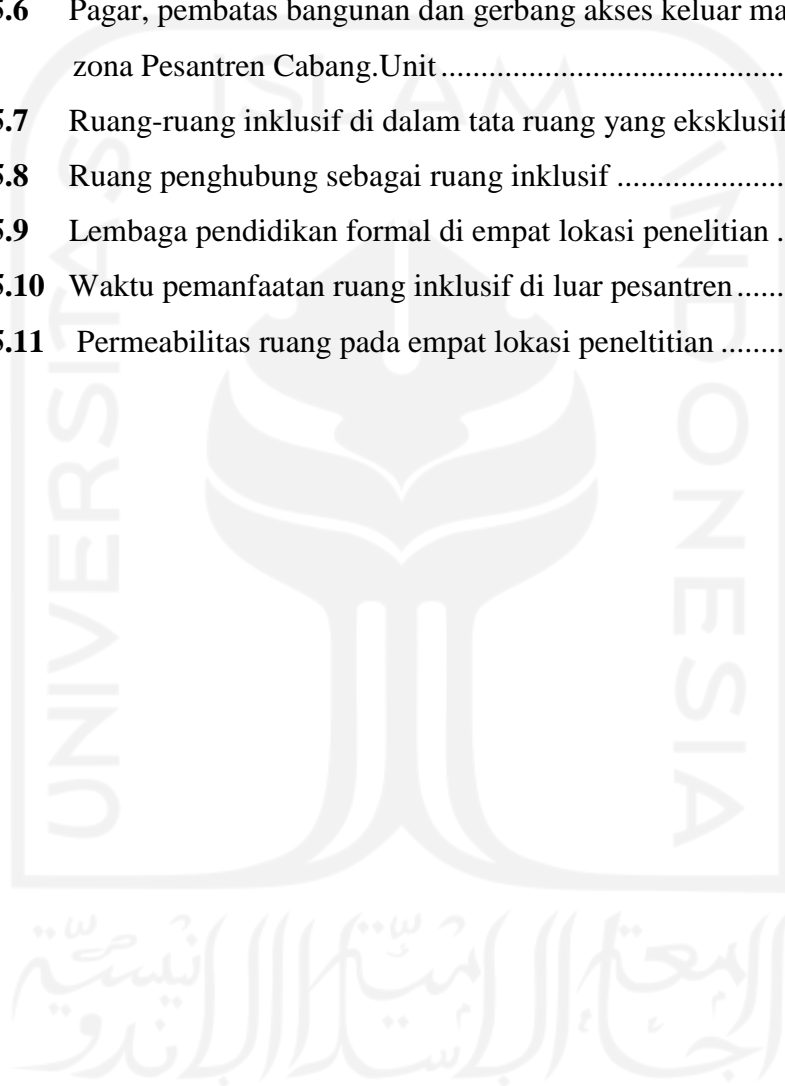 5.6 Pagar, pembatas bangunan dan gerbang akses keluar ma
zona Pesantren Cabang.Unit....................................
5.7 Ruang-ruang inklusif di dalam tata ruang yang eksklusif
5.8 Ruang penghubung sebagai ruang inklusif ......................
5.9 Lembaga pendidikan formal di empat lokasi penelitian .
5.10 Waktu pemanfaatan ruang inklusif di luar pesantren......
5.11 Permeabilitas ruang pada empat lokasi peneltitian ........
ISLAM
UNIVERSITAS
INDONESIA